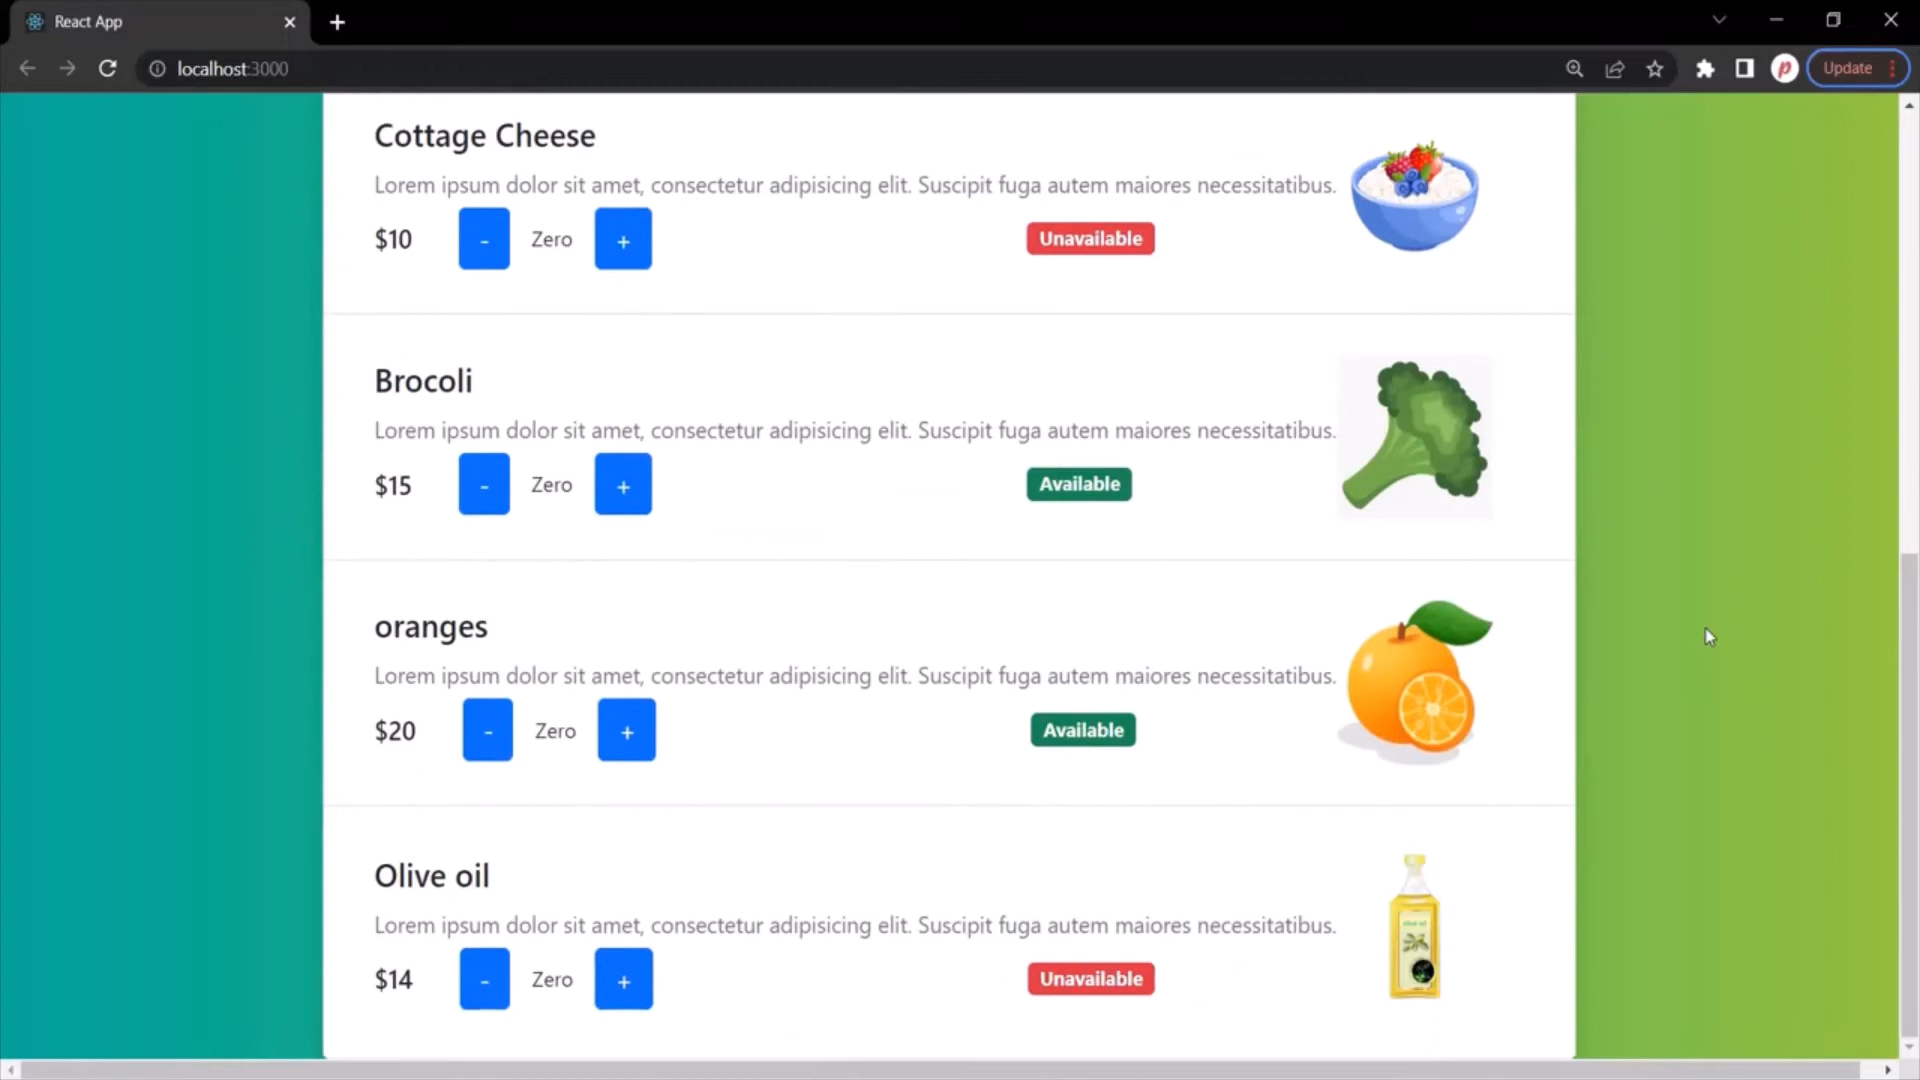 React App
localhost:3000
Update
Cottage Cheese
Lorem ipsum dolor sit amet, consectetur adipisicing elit. Suscipit fuga autem maiores necessitatibus.
$10 - Zero + Unavailable
Brocoli
Lorem ipsum dolor sit amet, consectetur adipisicing elit. Suscipit fuga autem maiores necessitatibus.
$15 - Zero + Available
oranges
Lorem ipsum dolor sit amet, consectetur adipisicing elit. Suscipit fuga autem maiores necessitatibus.
$20 - Zero + Available
Olive oil
Lorem ipsum dolor sit amet, consectetur adipisicing elit. Suscipit fuga autem maiores necessitatibus.
$14 - Zero + Unavailable